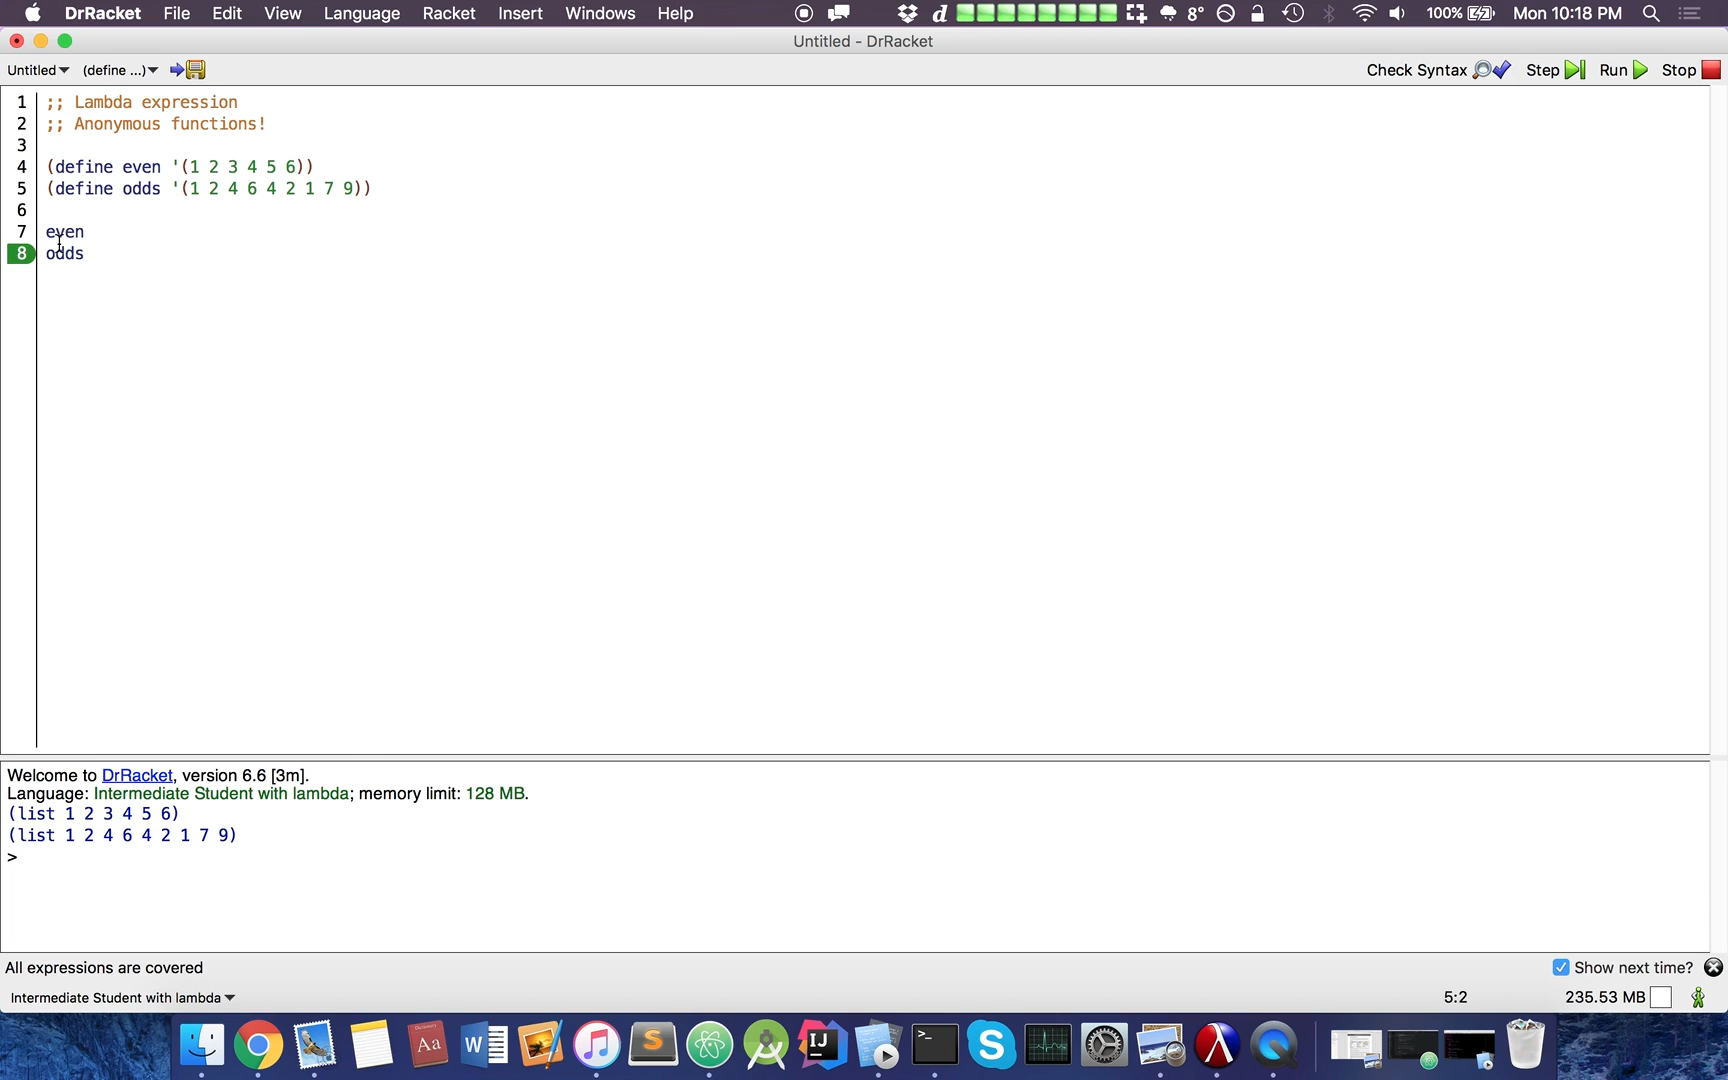 DrRacket File Edit View Language Racket Insert Windows Help d 8° 100% Mon 10:18 PM
Untitled - DrRacket
Untitled (define ...) Check Syntax Step Run Stop
1 ;; Lambda expression
2 ;; Anonymous functions!
3
4 (define even '(1 2 3 4 5 6))
5 (define odds '(1 2 4 6 4 2 1 7 9))
6
7 even
8 odds
Welcome to DrRacket, version 6.6 [3m].
Language: Intermediate Student with lambda; memory limit: 128 MB.
(list 1 2 3 4 5 6)
(list 1 2 4 6 4 2 1 7 9)
>
All expressions are covered Show next time?
Intermediate Student with lambda 5:2 235.53 MB
Aa W S IJ >_ S